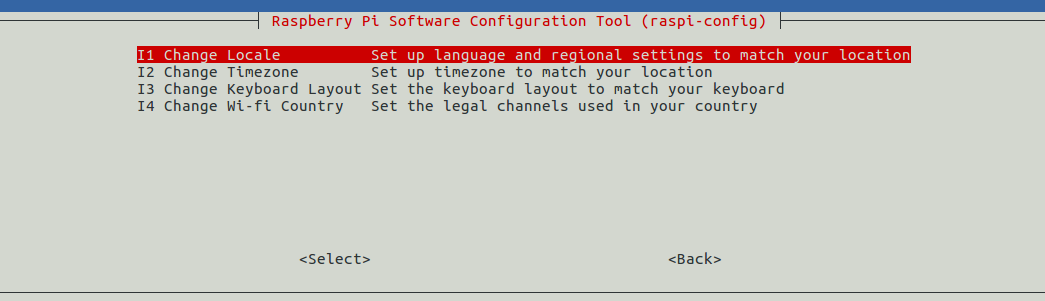 Raspberry Pi Software Configuration Tool (raspi-config)
I1 Change Locale Set up language and regional settings to match your location
I2 Change Timezone Set up timezone to match your location
I3 Change Keyboard Layout Set the keyboard layout to match your keyboard
I4 Change Wi-fi Country Set the legal channels used in your country
<Select> <Back>